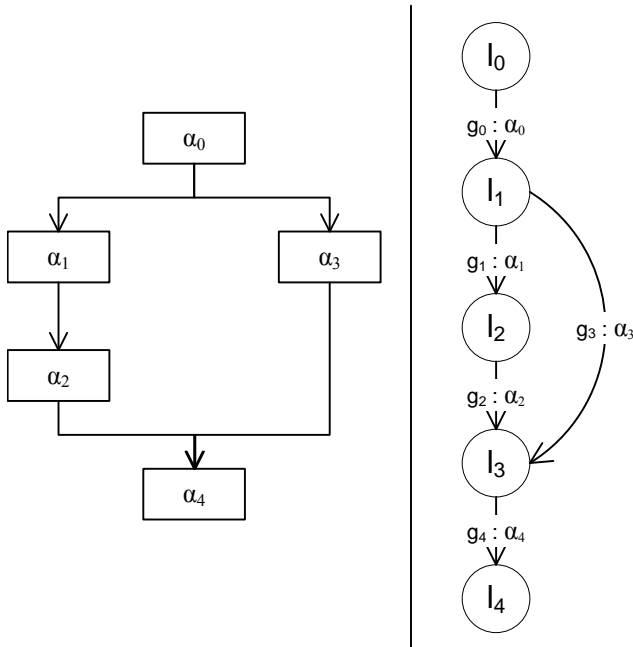 α₀
α₁
α₃
α₂
α₄
l₀
g₀ : α₀
l₁
g₁ : α₁
l₂
g₃ : α₃
g₂ : α₂
l₃
g₄ : α₄
l₄